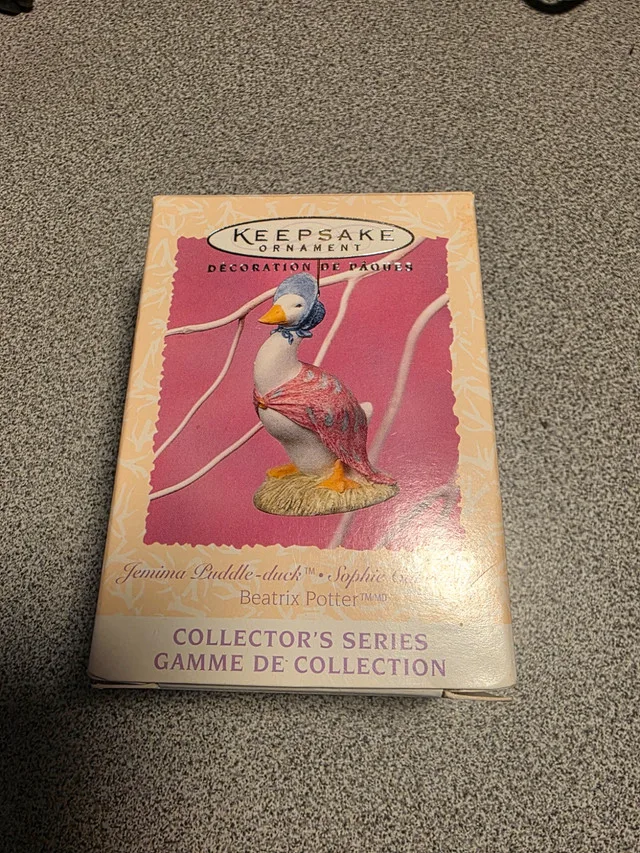 KEEPSAKE
ORNAMENT
DÉCORATION DE PÂQUES
Jemima Puddle-duck™ • Sophie
Beatrix Potter™/MD
COLLECTOR'S SERIES
GAMME DE COLLECTION